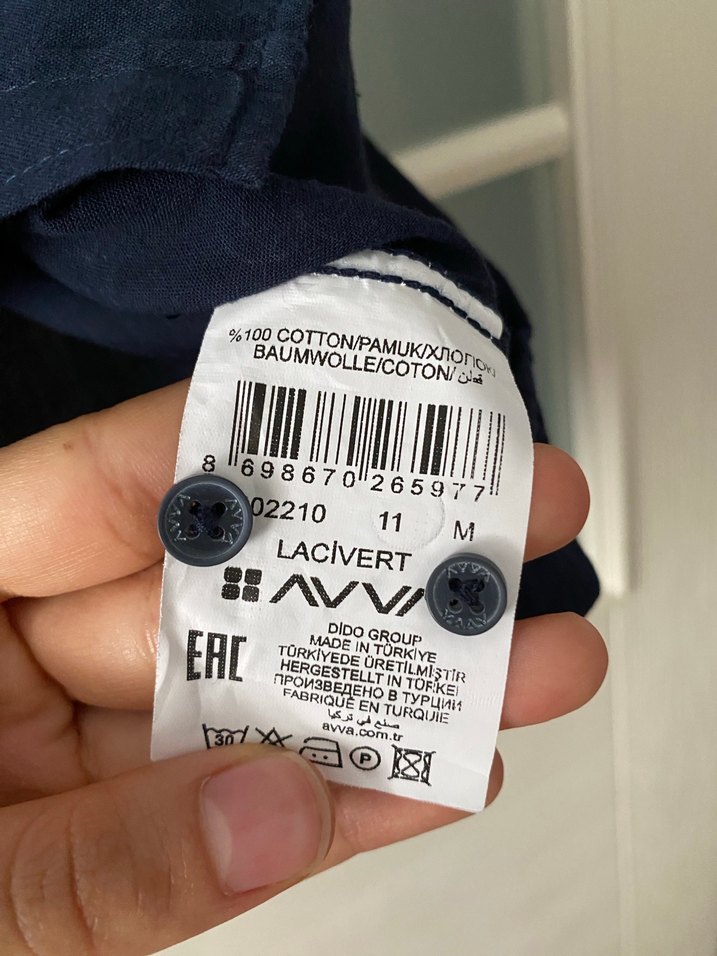 %100 COTTON/PAMUK/ХЛОПОК/
BAUMWOLLE/COTON/ قطن
8 698670 265977
02210 11 M
LACİVERT
AVVA
DİDO GROUP
MADE IN TÜRKİYE
TÜRKİYEDE ÜRETİLMİŞTİR
HERGESTELLT IN TÜRKEI
ПРОИЗВЕДЕНО В ТУРЦИИ
FABRIQUÉ EN TURQUIE
صنع في تركيا
avva.com.tr
EAC
30
P